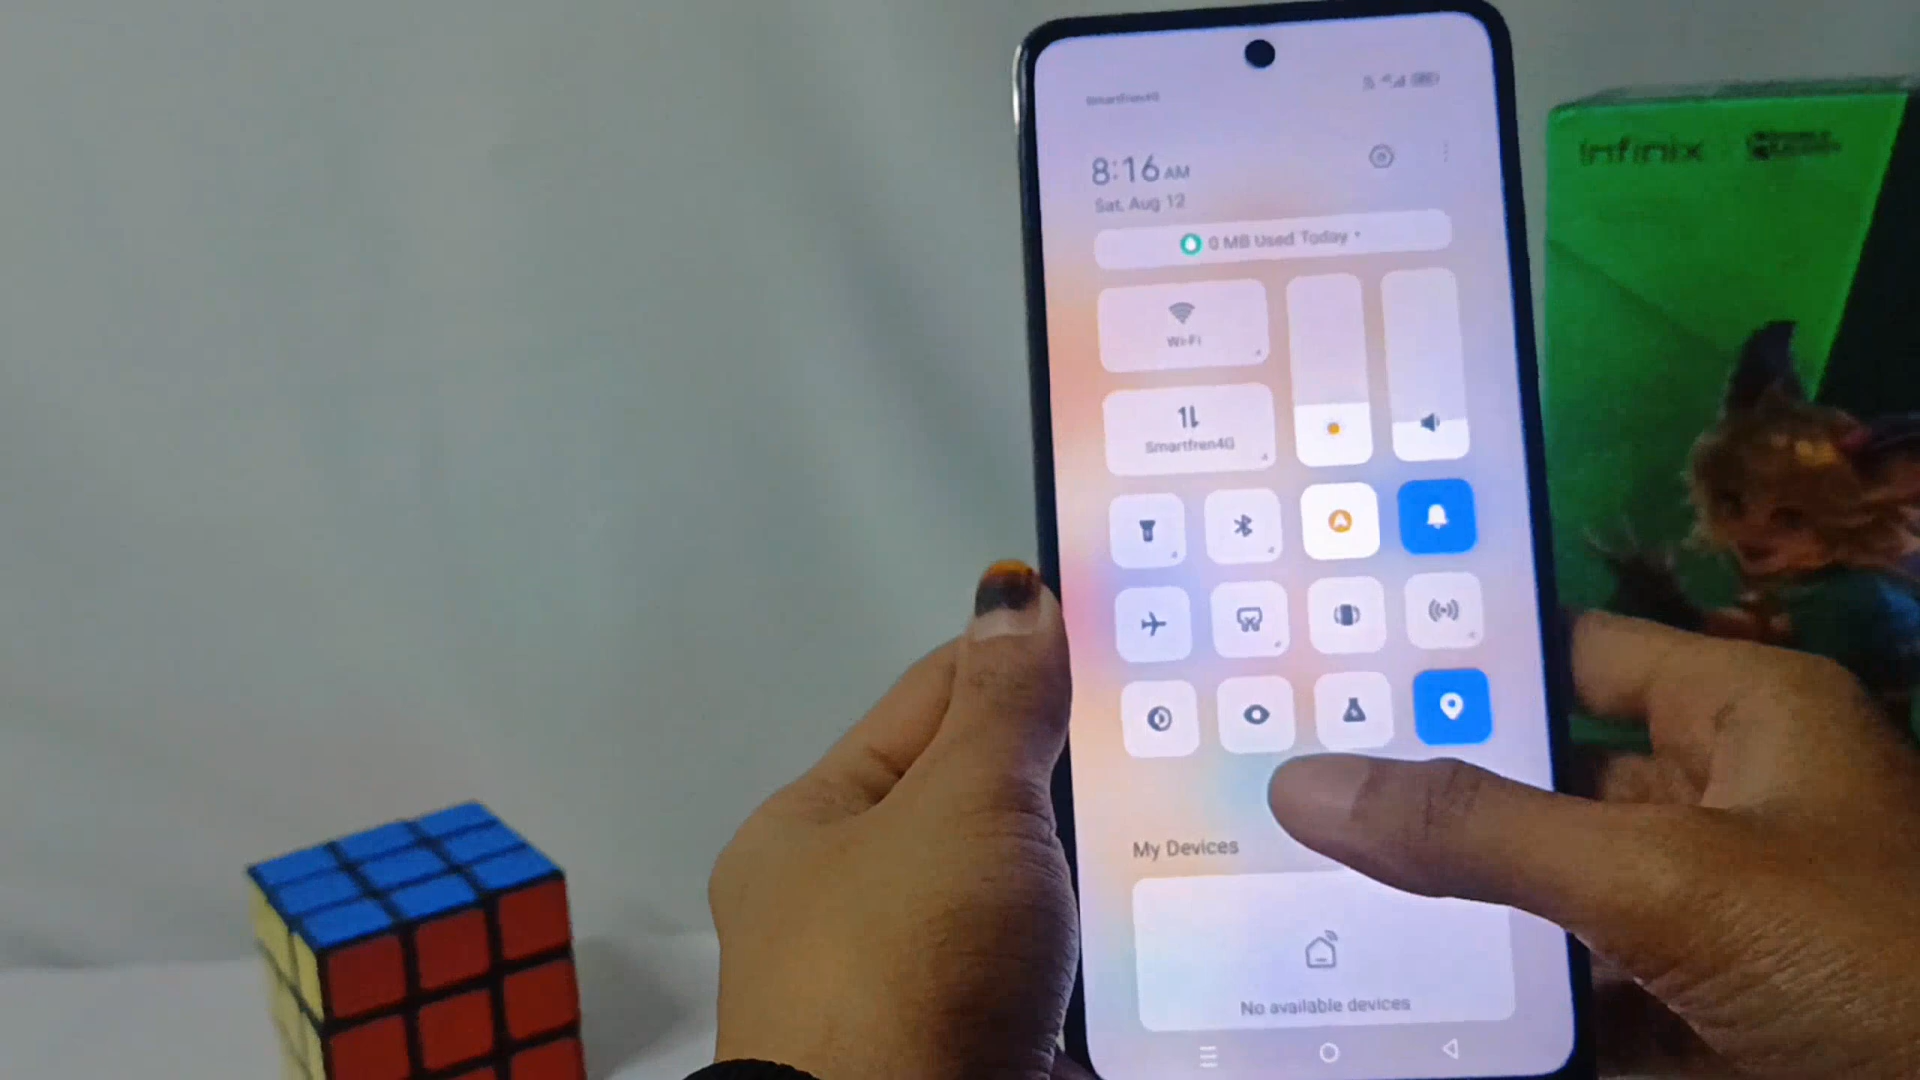 Smartfren4G
8:16 AM
Sat, Aug 12
0 MB Used Today
Wi-Fi
Smartfren4G
My Devices
No available devices
Infinix